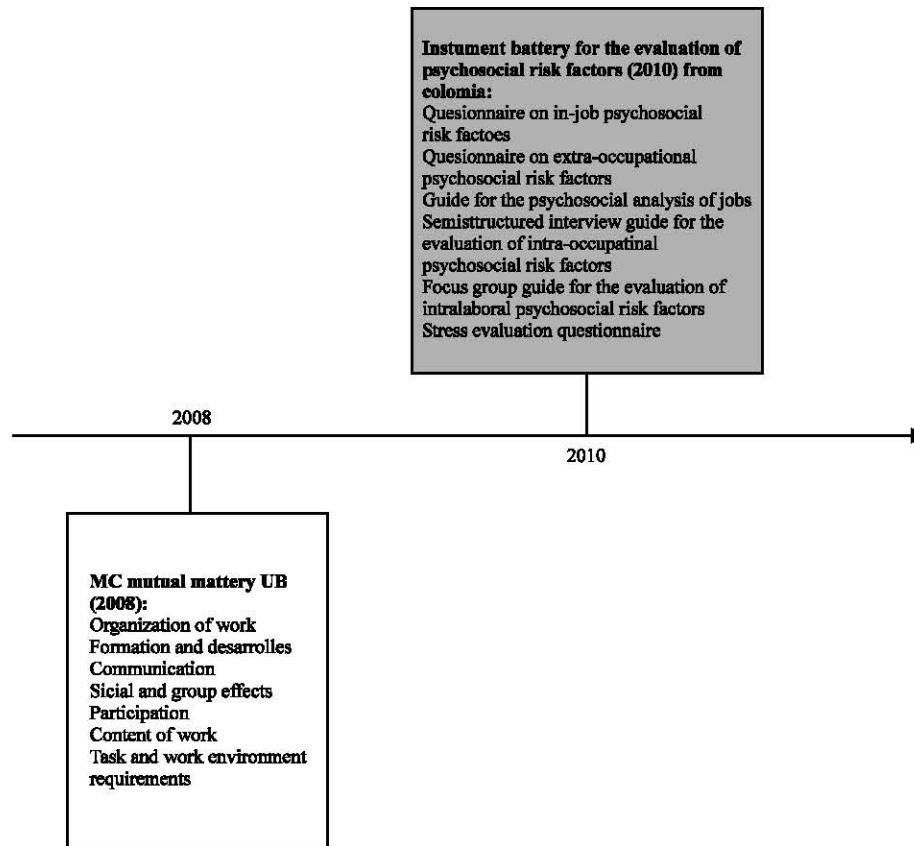 Instument battery for the evaluation of
psychosocial risk factors (2010) from
colomia:
Quesionnaire on in-job psychosocial
risk factoes
Quesionnaire on extra-occupational
psychosocial risk factors
Guide for the psychosocial analysis of jobs
Semisttructured interview guide for the
evaluation of intra-occupatinal
psychosocial risk factors
Focus group guide for the evaluation of
intralaboral psychosocial risk factors
Stress evaluation questionnaire
2008
2010
MC mutual mattery UB
(2008):
Organization of work
Formation and desarrolles
Communication
Sicial and group effects
Participation
Content of work
Task and work environment
requirements